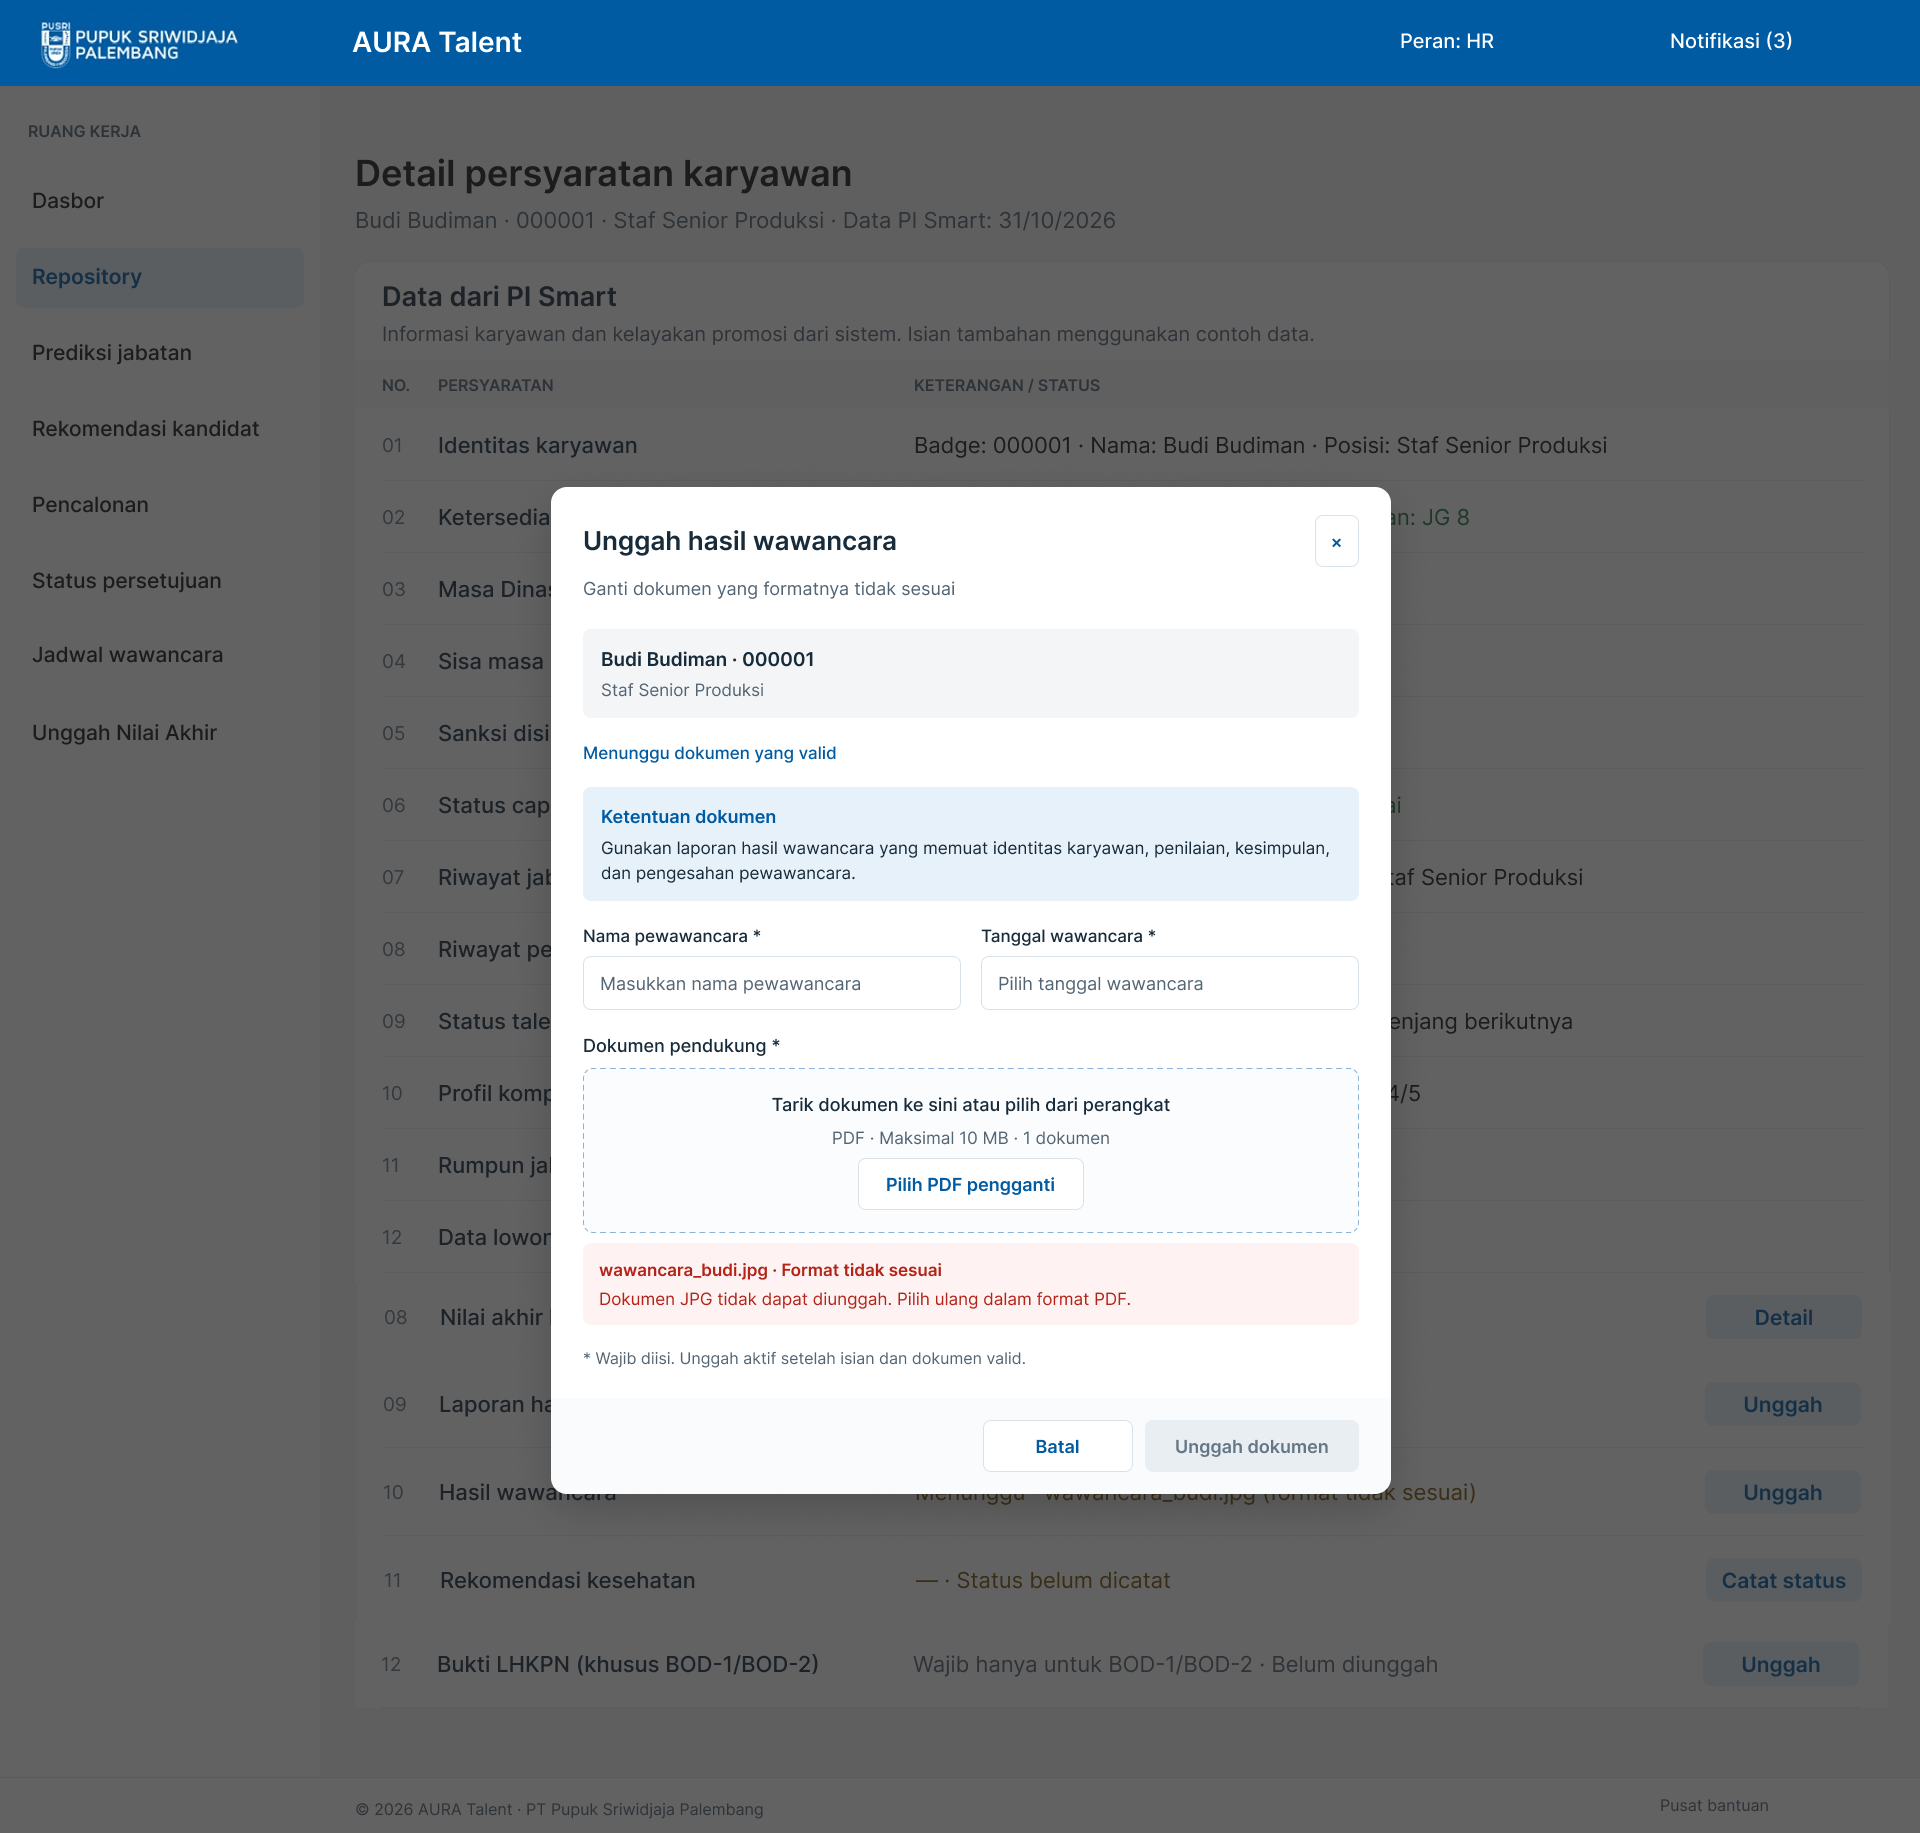 PUSRI
PUPUK SRIWIDJAJA
PALEMBANG
AURA Talent
Peran: HR
Notifikasi (3)
RUANG KERJA
Dasbor
Repository
Prediksi jabatan
Rekomendasi kandidat
Pencalonan
Status persetujuan
Jadwal wawancara
Unggah Nilai Akhir
Detail persyaratan karyawan
Budi Budiman · 000001 · Staf Senior Produksi · Data PI Smart: 31/10/2026
Data dari PI Smart
Informasi karyawan dan kelayakan promosi dari sistem. Isian tambahan menggunakan contoh data.
NO. PERSYARATAN KETERANGAN / STATUS
01 Identitas karyawan Badge: 000001 · Nama: Budi Budiman · Posisi: Staf Senior Produksi
02 Ketersedia an: JG 8
03 Masa Dinas
04 Sisa masa
05 Sanksi disi
06 Status cap ai
07 Riwayat jab taf Senior Produksi
08 Riwayat pe
09 Status tale enjang berikutnya
10 Profil komp 4/5
11 Rumpun jal
12 Data lowon
08 Nilai akhir Detail
09 Laporan ha Unggah
10 Hasil wawancara Menunggu · wawancara_budi.jpg (format tidak sesuai) Unggah
11 Rekomendasi kesehatan — · Status belum dicatat Catat status
12 Bukti LHKPN (khusus BOD-1/BOD-2) Wajib hanya untuk BOD-1/BOD-2 · Belum diunggah Unggah
Unggah hasil wawancara
×
Ganti dokumen yang formatnya tidak sesuai
Budi Budiman · 000001
Staf Senior Produksi
Menunggu dokumen yang valid
Ketentuan dokumen
Gunakan laporan hasil wawancara yang memuat identitas karyawan, penilaian, kesimpulan,
dan pengesahan pewawancara.
Nama pewawancara * Tanggal wawancara *
Masukkan nama pewawancara Pilih tanggal wawancara
Dokumen pendukung *
Tarik dokumen ke sini atau pilih dari perangkat
PDF · Maksimal 10 MB · 1 dokumen
Pilih PDF pengganti
wawancara_budi.jpg · Format tidak sesuai
Dokumen JPG tidak dapat diunggah. Pilih ulang dalam format PDF.
* Wajib diisi. Unggah aktif setelah isian dan dokumen valid.
Batal Unggah dokumen
© 2026 AURA Talent · PT Pupuk Sriwidjaja Palembang
Pusat bantuan